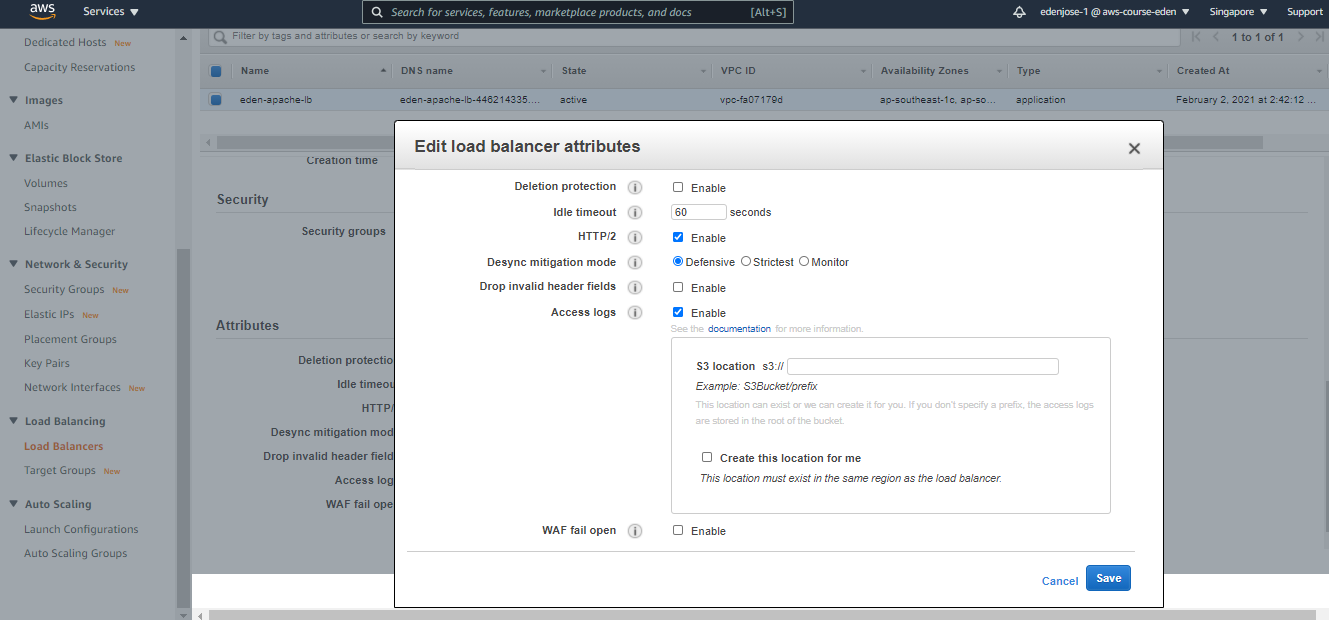 aws
Services
Search for services, features, marketplace products, and docs [Alt+S]
edenjose-1 @ aws-course-eden
Singapore
Support
Dedicated Hosts New
Capacity Reservations
Images
AMIs
Elastic Block Store
Volumes
Snapshots
Lifecycle Manager
Network & Security
Security Groups New
Elastic IPs New
Placement Groups
Key Pairs
Network Interfaces New
Load Balancing
Load Balancers
Target Groups New
Auto Scaling
Launch Configurations
Auto Scaling Groups
Filter by tags and attributes or search by keyword
1 to 1 of 1
Name DNS name State VPC ID Availability Zones Type Created At
eden-apache-lb eden-apache-lb-446214335.... active vpc-fa07179d ap-southeast-1c, ap-so... application February 2, 2021 at 2:42:12 ...
Creation time
Security
Security groups
Attributes
Deletion protectio
Idle timeou
HTTP/
Desync mitigation mod
Drop invalid header field
Access log
WAF fail ope
Edit load balancer attributes
Deletion protection Enable
Idle timeout 60 seconds
HTTP/2 Enable
Desync mitigation mode Defensive Strictest Monitor
Drop invalid header fields Enable
Access logs Enable
See the documentation for more information.
S3 location s3://
Example: S3Bucket/prefix
This location can exist or we can create it for you. If you don't specify a prefix, the access logs
are stored in the root of the bucket.
Create this location for me
This location must exist in the same region as the load balancer.
WAF fail open Enable
Cancel Save